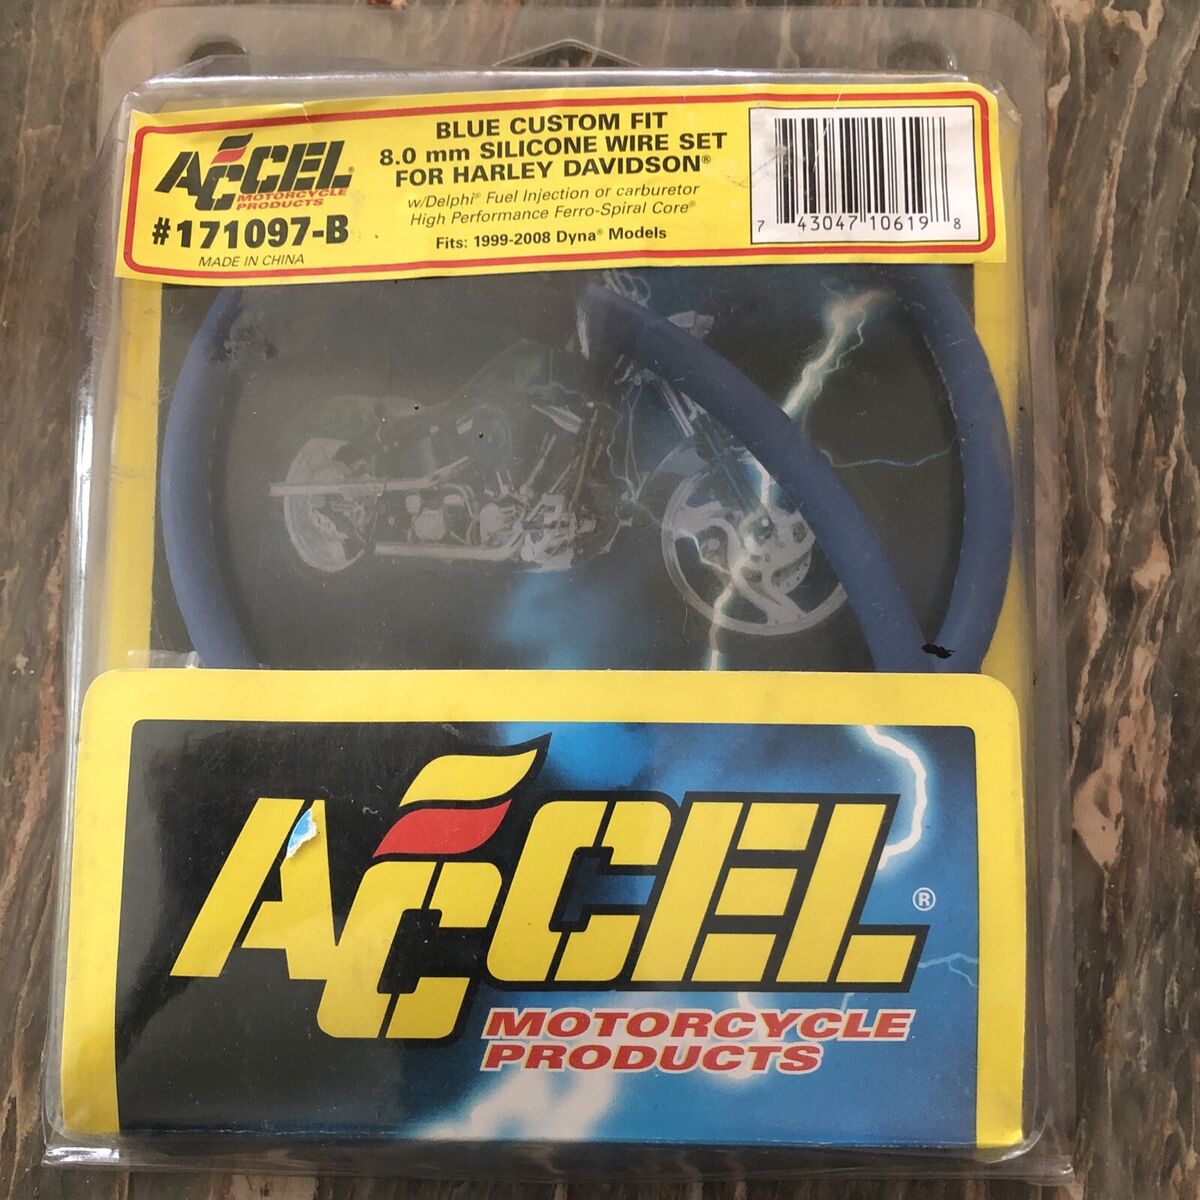 ACCEL®
MOTORCYCLE
PRODUCTS
#171097-B
MADE IN CHINA
BLUE CUSTOM FIT
8.0 mm SILICONE WIRE SET
FOR HARLEY DAVIDSON®
w/Delphi® Fuel Injection or carburetor
High Performance Ferro-Spiral Core®
Fits: 1999-2008 Dyna® Models
7 43047 10619 8
ACCEL®
MOTORCYCLE
PRODUCTS